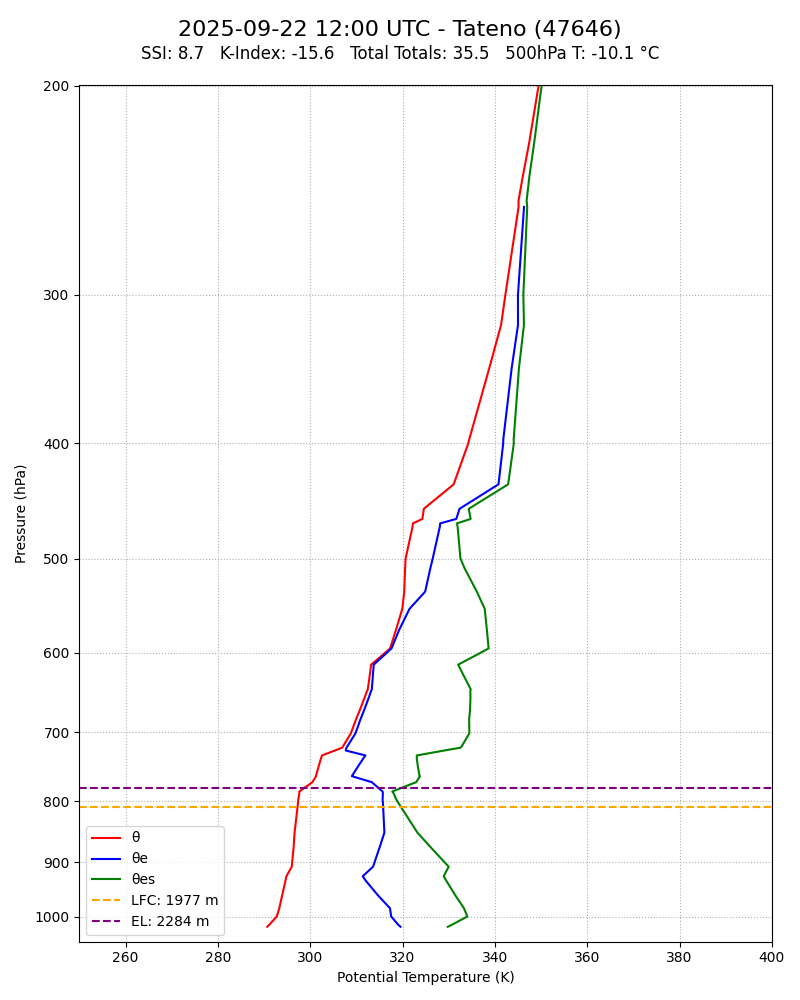 2025-09-22 12:00 UTC - Tateno (47646)
SSI: 8.7   K-Index: -15.6   Total Totals: 35.5   500hPa T: -10.1 °C
200
300
400
500
600
700
800
900
1000
Pressure (hPa)
θ
θe
θes
LFC: 1977 m
EL: 2284 m
260 280 300 320 340 360 380 400
Potential Temperature (K)